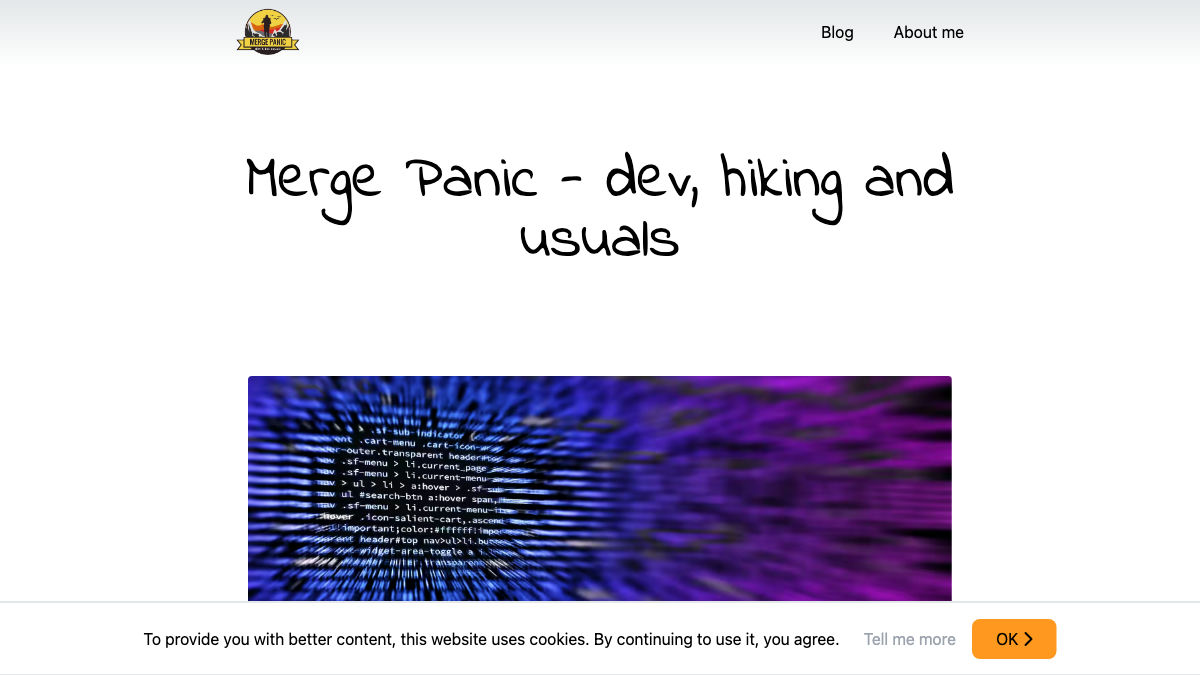 MERGE PANIC
Blog
About me
Merge Panic - dev, hiking and
usuals
> .sf-sub-indicator
.cart-menu .cart-icon-
-outer.transparent header#top
.sf-menu > li.current_page
nav .sf-menu > li.current-menu
> ul > li > a:hover > .sf-sub
nav ul #search-btn a:hover span,
.sf-menu > li.current-menu
:hover .icon-salient-cart,.ascend
!important;color:#ffffff!
header#top nav>ul>li.
-widget-area-toggle a
.transparent
To provide you with better content, this website uses cookies. By continuing to use it, you agree.
Tell me more
OK